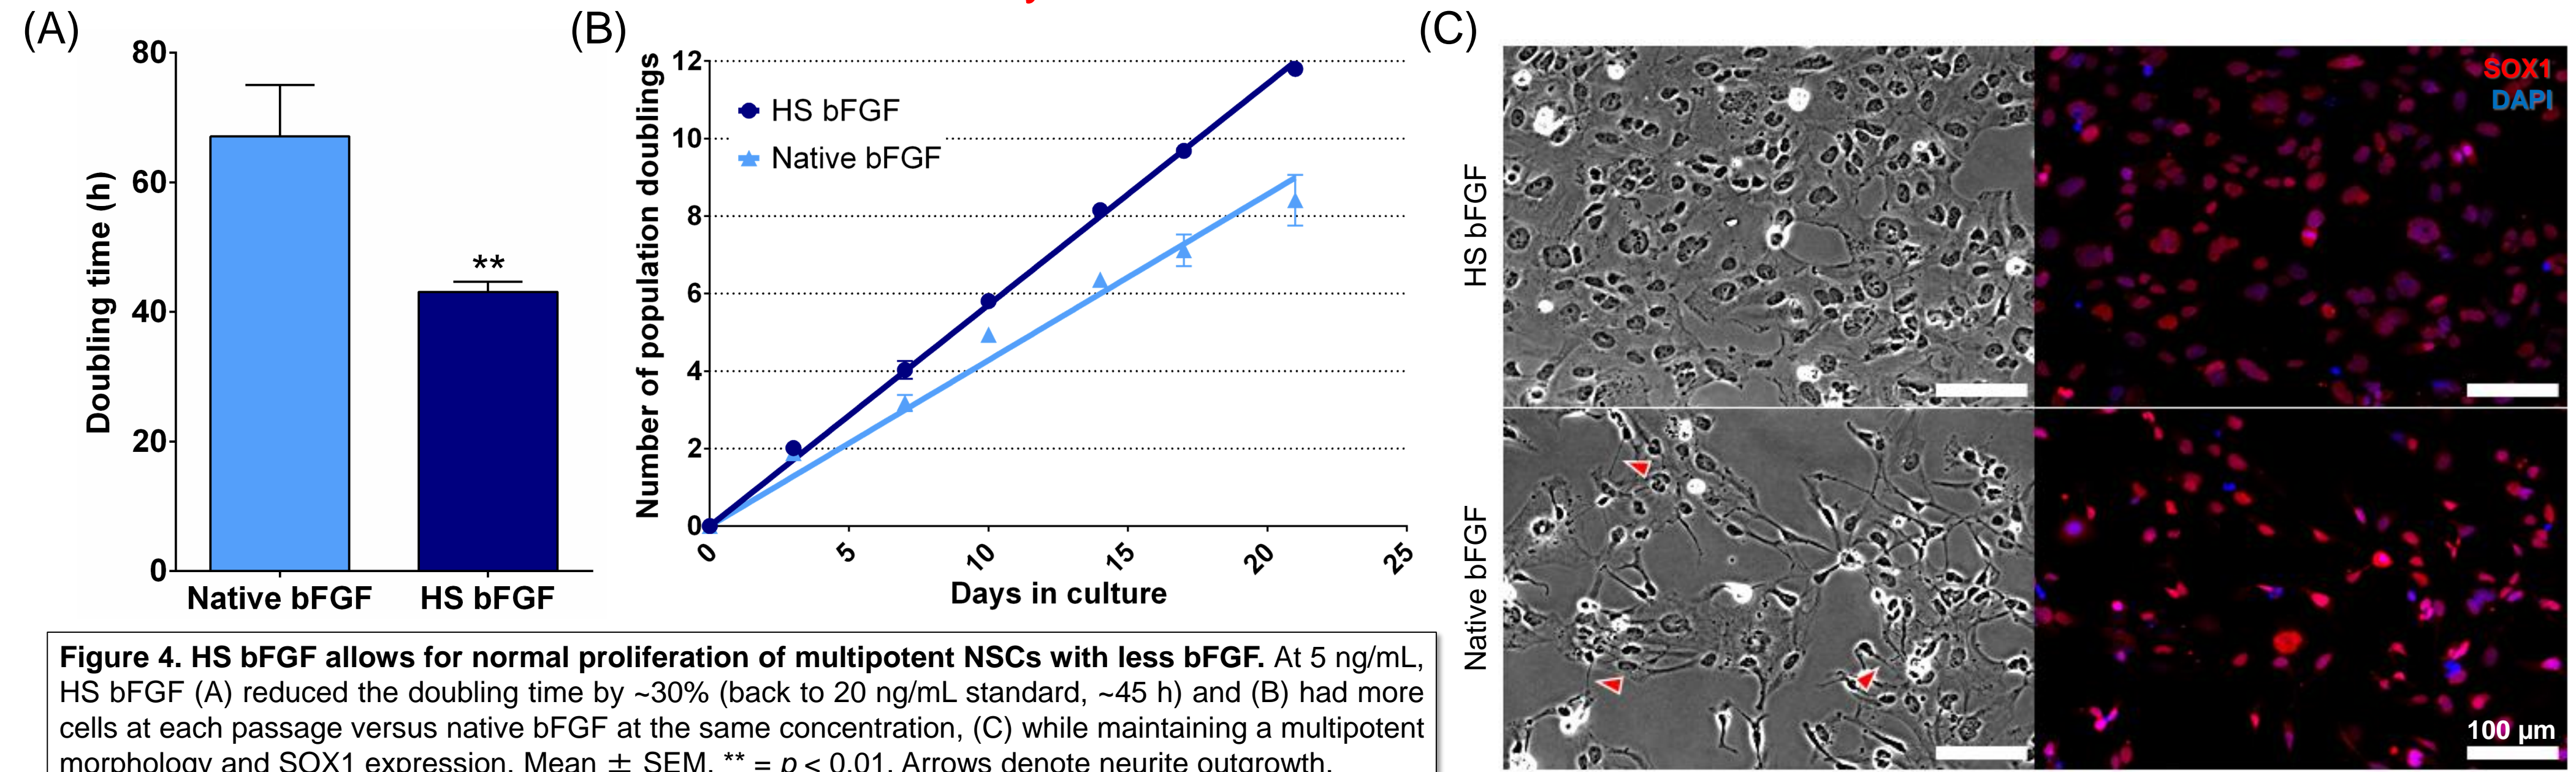 (A)
80
60
40
20
0
Doubling time (h)
**
Native bFGF
HS bFGF
(B)
12
10
8
6
4
2
0
Number of population doublings
HS bFGF
Native bFGF
0
5
10
15
20
25
Days in culture
(C)
HS bFGF
Native bFGF
SOX1
DAPI
100 µm
Figure 4. HS bFGF allows for normal proliferation of multipotent NSCs with less bFGF. At 5 ng/mL,
HS bFGF (A) reduced the doubling time by ~30% (back to 20 ng/mL standard, ~45 h) and (B) had more
cells at each passage versus native bFGF at the same concentration, (C) while maintaining a multipotent
morphology and SOX1 expression. Mean ± SEM. ** = p < 0.01. Arrows denote neurite outgrowth.